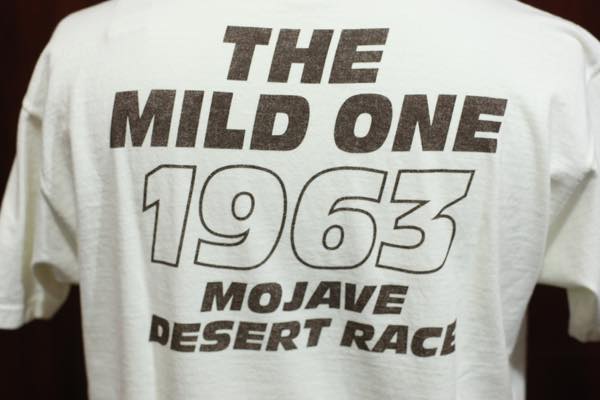 THE
MILD ONE
1963
MOJAVE
DESERT RACE